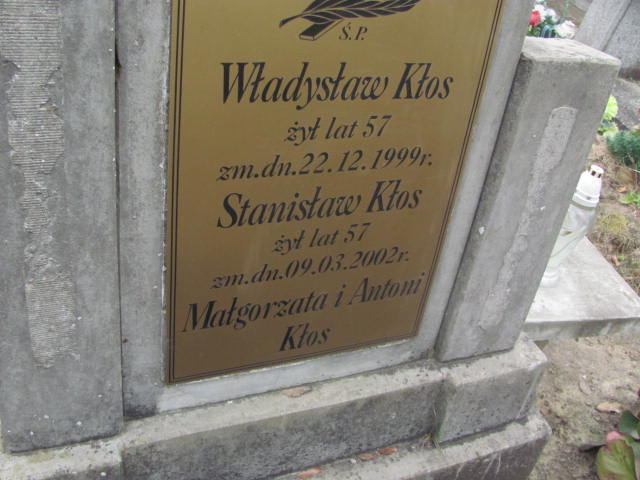 Ś.P.
Władysław Kłos
żył lat 57
zm.dn.22.12.1999r.
Stanisław Kłos
żył lat 57
zm.dn.09.03.2002r.
Małgorzata i Antoni
Kłos